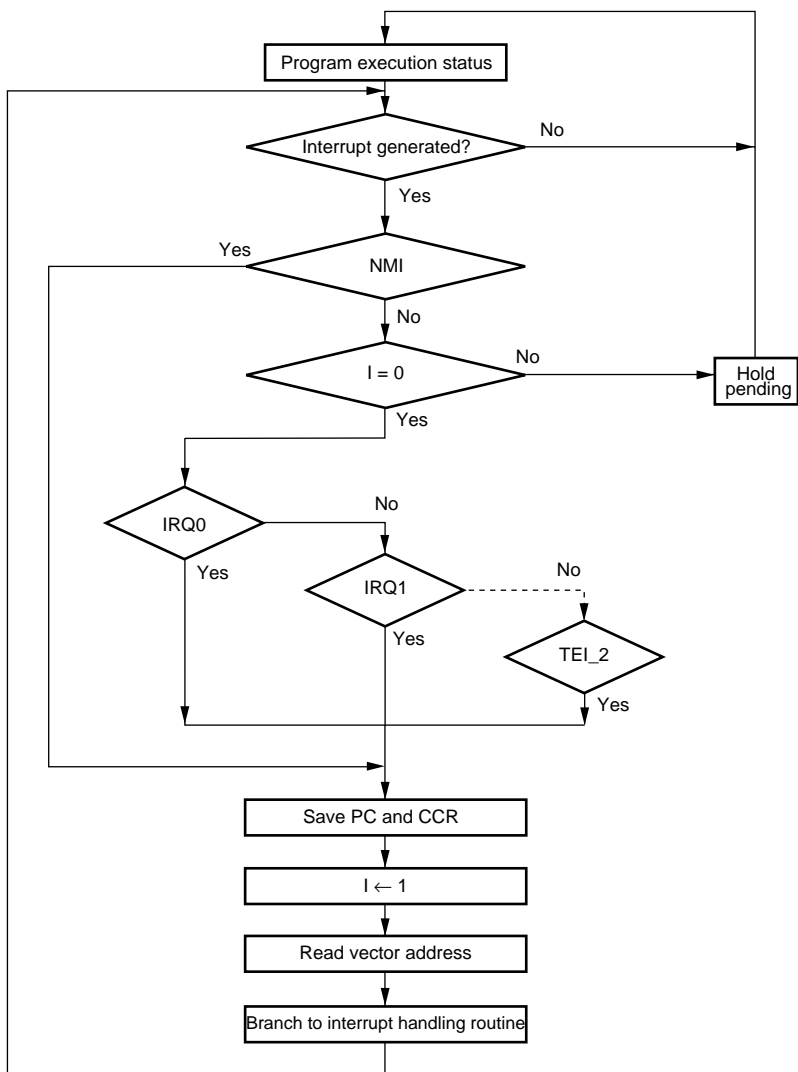 Program execution status
Interrupt generated?
No
Yes
Yes
NMI
No
I = 0
No
Hold
pending
Yes
IRQ0
No
Yes
IRQ1
No
Yes
TEI_2
Yes
Save PC and CCR
I ← 1
Read vector address
Branch to interrupt handling routine